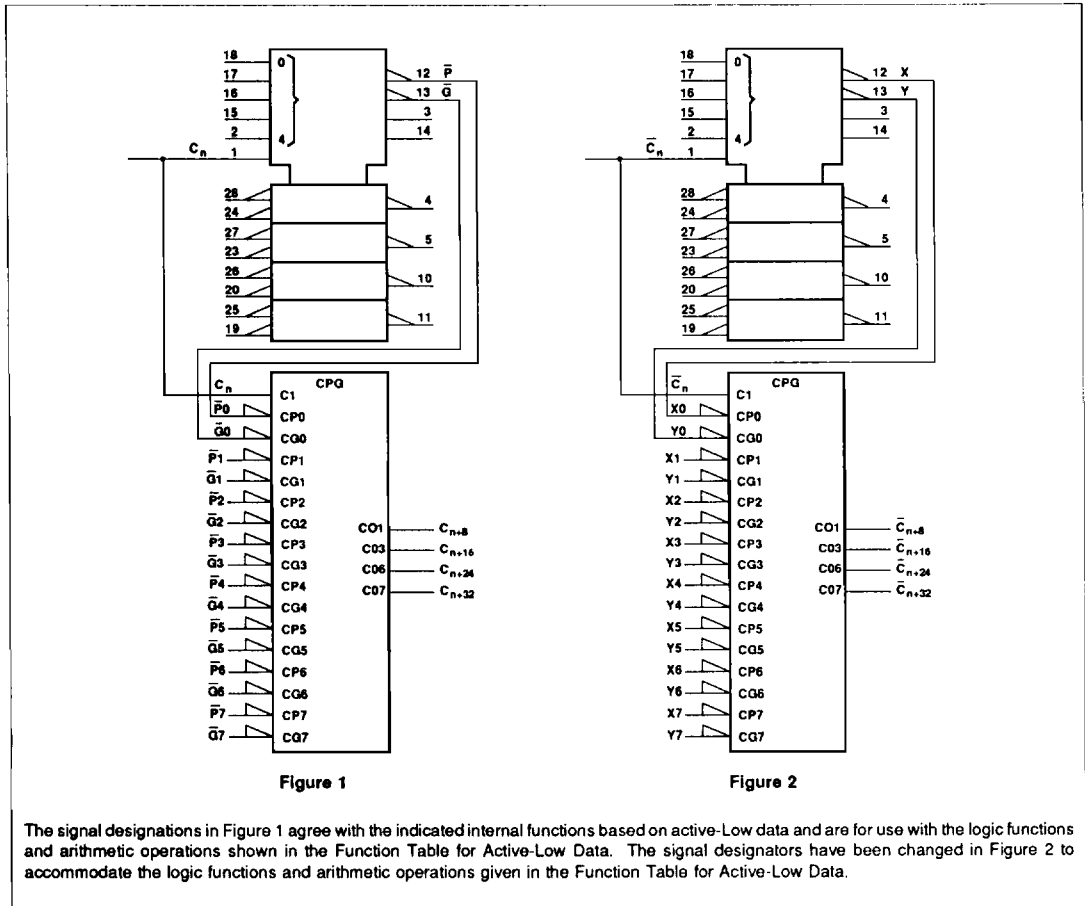 18
17
16
15
2
Cn 1
0
4
12 P̅
13 G̅
3
14
28
24
27
23
26
20
25
19
4
5
10
11
CPG
Cn C1
P̅0 CP0
G̅0 CG0
P̅1 CP1
G̅1 CG1
P̅2 CP2
G̅2 CG2
P̅3 CP3
G̅3 CG3
P̅4 CP4
G̅4 CG4
P̅5 CP5
G̅5 CG5
P̅6 CP6
G̅6 CG6
P̅7 CP7
G̅7 CG7
CO1 Cn+8
C03 Cn+16
C06 Cn+24
C07 Cn+32
Figure 1
18
17
16
15
2
C̅n 1
0
4
12 X
13 Y
3
14
28
24
27
23
26
20
25
19
4
5
10
11
CPG
C̅n C1
X0 CP0
Y0 CG0
X1 CP1
Y1 CG1
X2 CP2
Y2 CG2
X3 CP3
Y3 CG3
X4 CP4
Y4 CG4
X5 CP5
Y5 CG5
X6 CP6
Y6 CG6
X7 CP7
Y7 CG7
CO1 C̅n+8
C03 C̅n+16
C06 C̅n+24
C07 C̅n+32
Figure 2
The signal designations in Figure 1 agree with the indicated internal functions based on active-Low data and are for use with the logic functions
and arithmetic operations shown in the Function Table for Active-Low Data. The signal designators have been changed in Figure 2 to
accommodate the logic functions and arithmetic operations given in the Function Table for Active-Low Data.